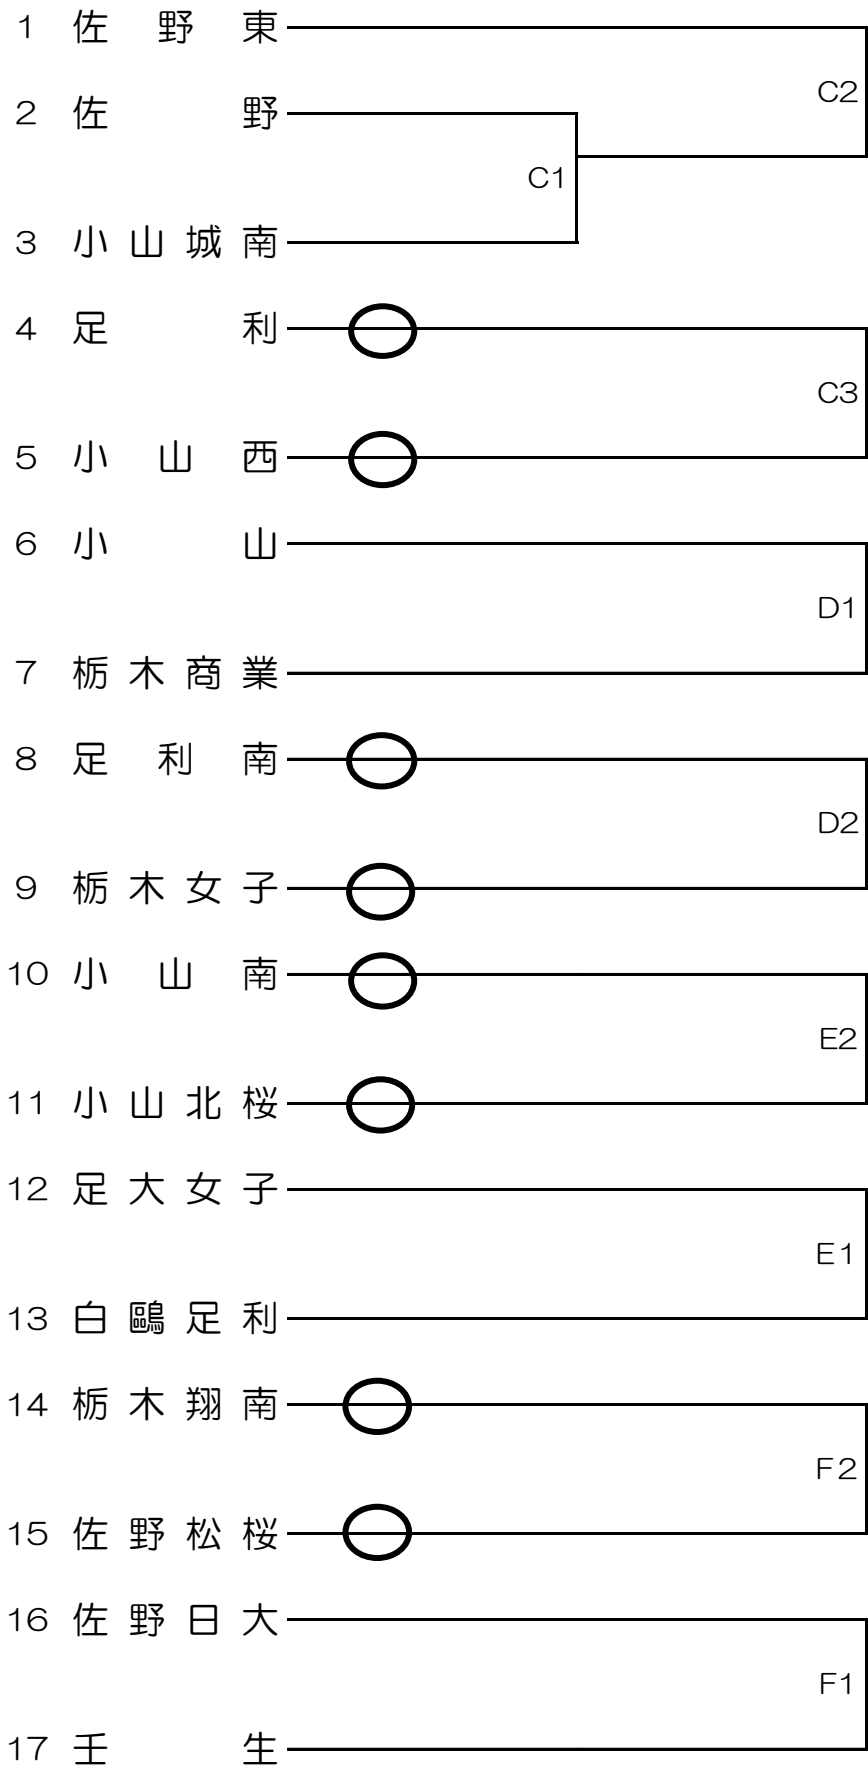 1 佐野東
C2
2 佐野
C1
3 小山城南
4 足利
C3
5 小山西
6 小山
D1
7 栃木商業
8 足利南
D2
9 栃木女子
10 小山南
E2
11 小山北桜
12 足大女子
E1
13 白鷗足利
14 栃木翔南
F2
15 佐野松桜
16 佐野日大
F1
17 壬生